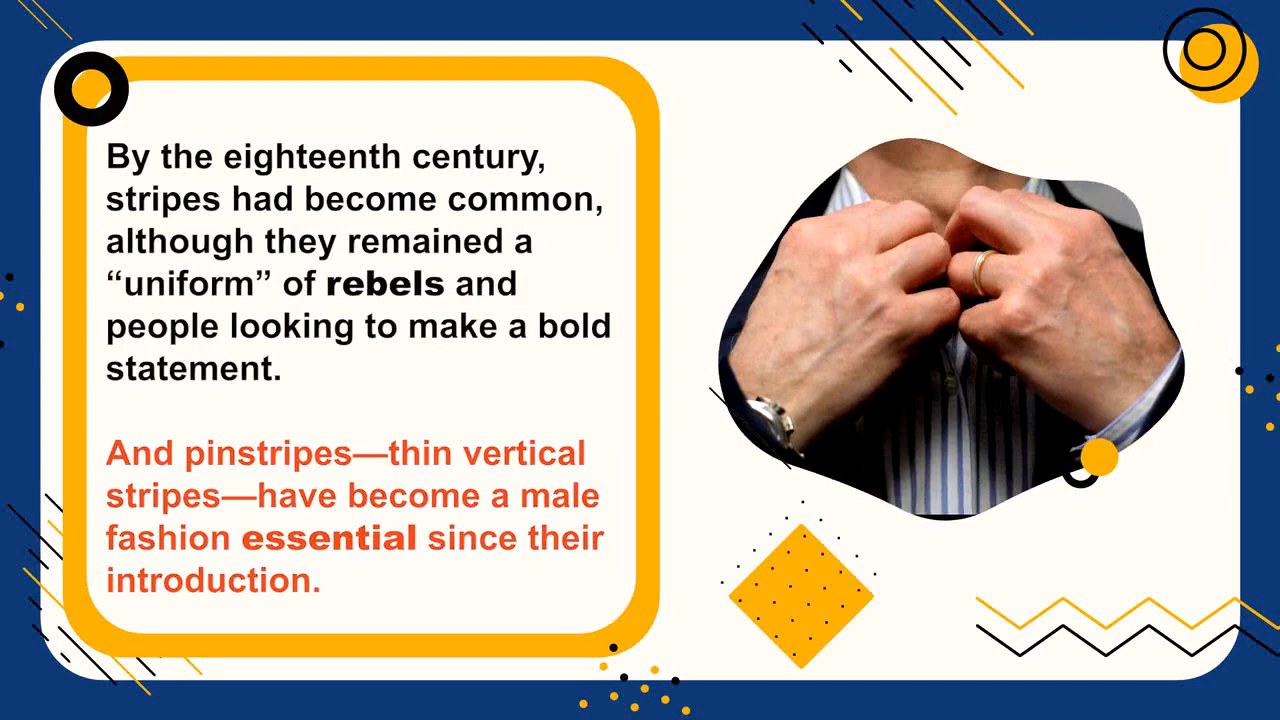 By the eighteenth century,
stripes had become common,
although they remained a
“uniform” of rebels and
people looking to make a bold
statement.
And pinstripes—thin vertical
stripes—have become a male
fashion essential since their
introduction.